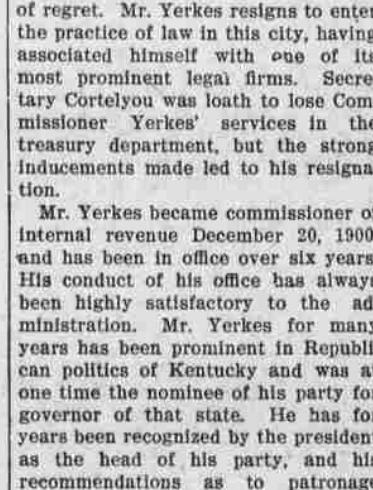 of regret. Mr. Yerkes resigns to enter
the practice of law in this city, having
associated himself with one of its
most prominent legal firms. Secre
tary Cortelyou was loath to lose Com
missioner Yerkes' services in the
treasury department, but the strong
inducements made led to his resigna
tion.
Mr. Yerkes became commissioner of
internal revenue December 20, 1900
and has been in office over six years
His conduct of his office has always
been highly satisfactory to the ad
ministration. Mr. Yerkes for many
years has been prominent in Republi
can politics of Kentucky and was at
one time the nominee of his party for
governor of that state. He has for
years been recognized by the president
as the head of his party, and his
recommendations as to patronage